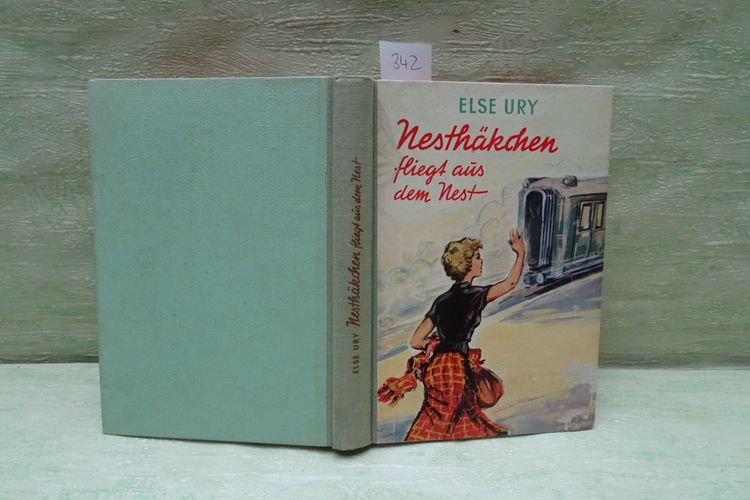 342
ELSE URY
Nesthäkchen
fliegt aus
dem Nest
ELSE URY Nesthäkchen fliegt aus dem Nest